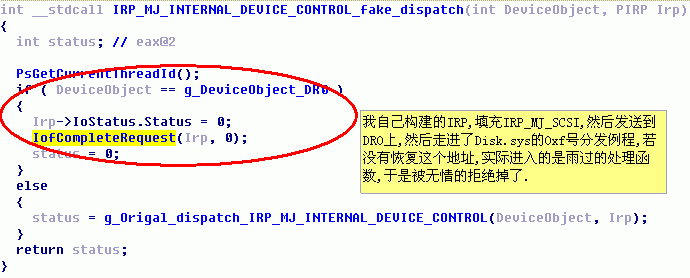 int __stdcall IRP_MJ_INTERNAL_DEVICE_CONTROL_fake_dispatch(int DeviceObject, PIRP Irp)
{
int status; // eax@2
PsGetCurrentThreadId();
if ( DeviceObject == g_DeviceObject_DR0 )
{
Irp->IoStatus.Status = 0;
IofCompleteRequest(Irp, 0);
status = 0;
}
else
{
status = g_Origal_dispatch_IRP_MJ_INTERNAL_DEVICE_CONTROL(DeviceObject, Irp);
}
return status;
}
我自己构建的IRP,填充IRP_MJ_SCSI,然后发送到
DR0上,然后走进了Disk.sys的0xf号分发例程,若
没有恢复这个地址,实际进入的是雨过的处理函
数,于是被无情的拒绝掉了.